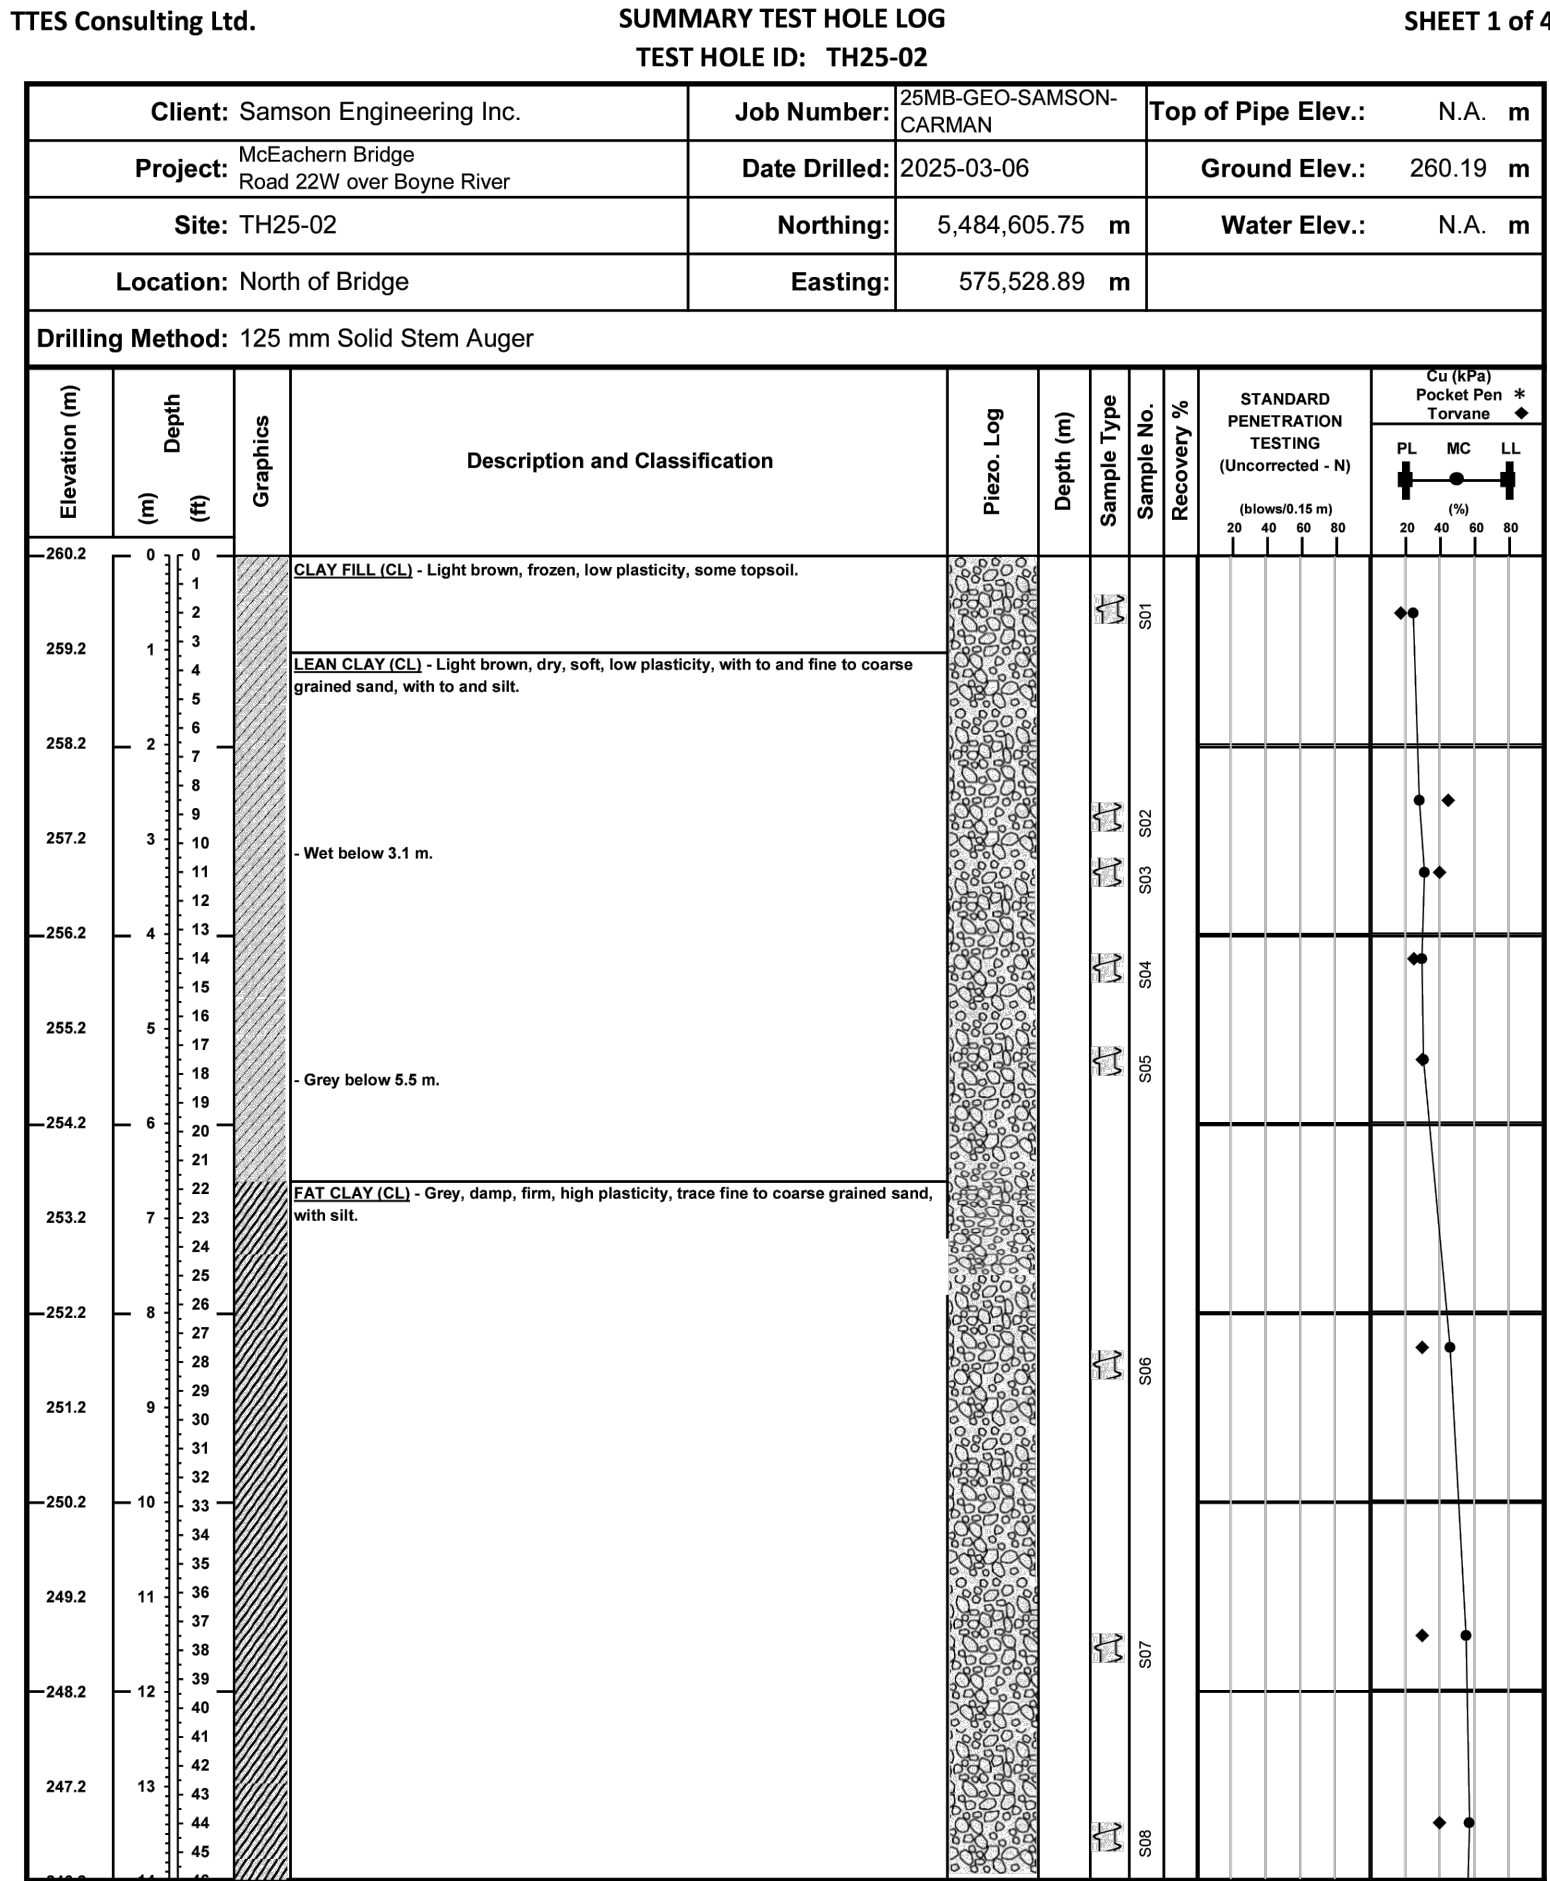 TTES Consulting Ltd.
SUMMARY TEST HOLE LOG
SHEET 1 of 4
TEST HOLE ID: TH25-02
Client: Samson Engineering Inc.
Job Number: 25MB-GEO-SAMSON-
CARMAN
Top of Pipe Elev.: N.A. m
Project: McEachern Bridge
Road 22W over Boyne River
Date Drilled: 2025-03-06
Ground Elev.: 260.19 m
Site: TH25-02
Northing: 5,484,605.75 m
Water Elev.: N.A. m
Location: North of Bridge
Easting: 575,528.89 m
Drilling Method: 125 mm Solid Stem Auger
Elevation (m)
Depth
(m)
(ft)
Graphics
Description and Classification
Piezo. Log
Depth (m)
Sample Type
Sample No.
Recovery %
STANDARD
PENETRATION
TESTING
(Uncorrected - N)
(blows/0.15 m)
20 40 60 80
Cu (kPa)
Pocket Pen *
Torvane ◆
PL MC LL
(%)
20 40 60 80
260.2 0 0
CLAY FILL (CL) - Light brown, frozen, low plasticity, some topsoil.
1
2
S01
3
259.2 1
4
LEAN CLAY (CL) - Light brown, dry, soft, low plasticity, with to and fine to coarse
grained sand, with to and silt.
5
6
258.2 2
7
8
9
S02
257.2 3
10
- Wet below 3.1 m.
11
S03
12
13
256.2 4
14
S04
15
16
255.2 5
17
S05
18
- Grey below 5.5 m.
19
254.2 6
20
21
22
FAT CLAY (CL) - Grey, damp, firm, high plasticity, trace fine to coarse grained sand,
with silt.
253.2 7 23
24
25
26
252.2 8
27
28
S06
29
251.2 9
30
31
32
250.2 10
33
34
35
36
249.2 11
37
38
S07
39
248.2 12
40
41
42
247.2 13
43
44
45
S08